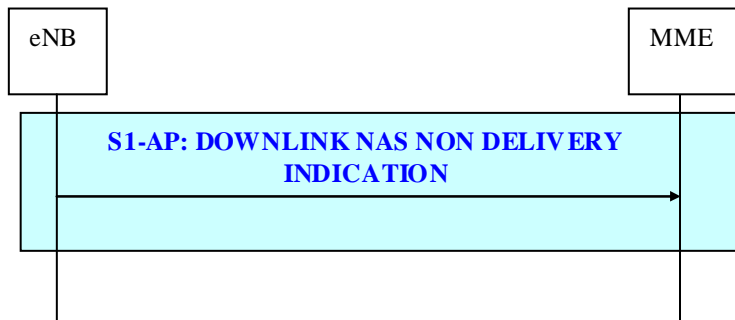 eNB
MME
S1-AP: DOWNLINK NAS NON DELIVERY
INDICATION